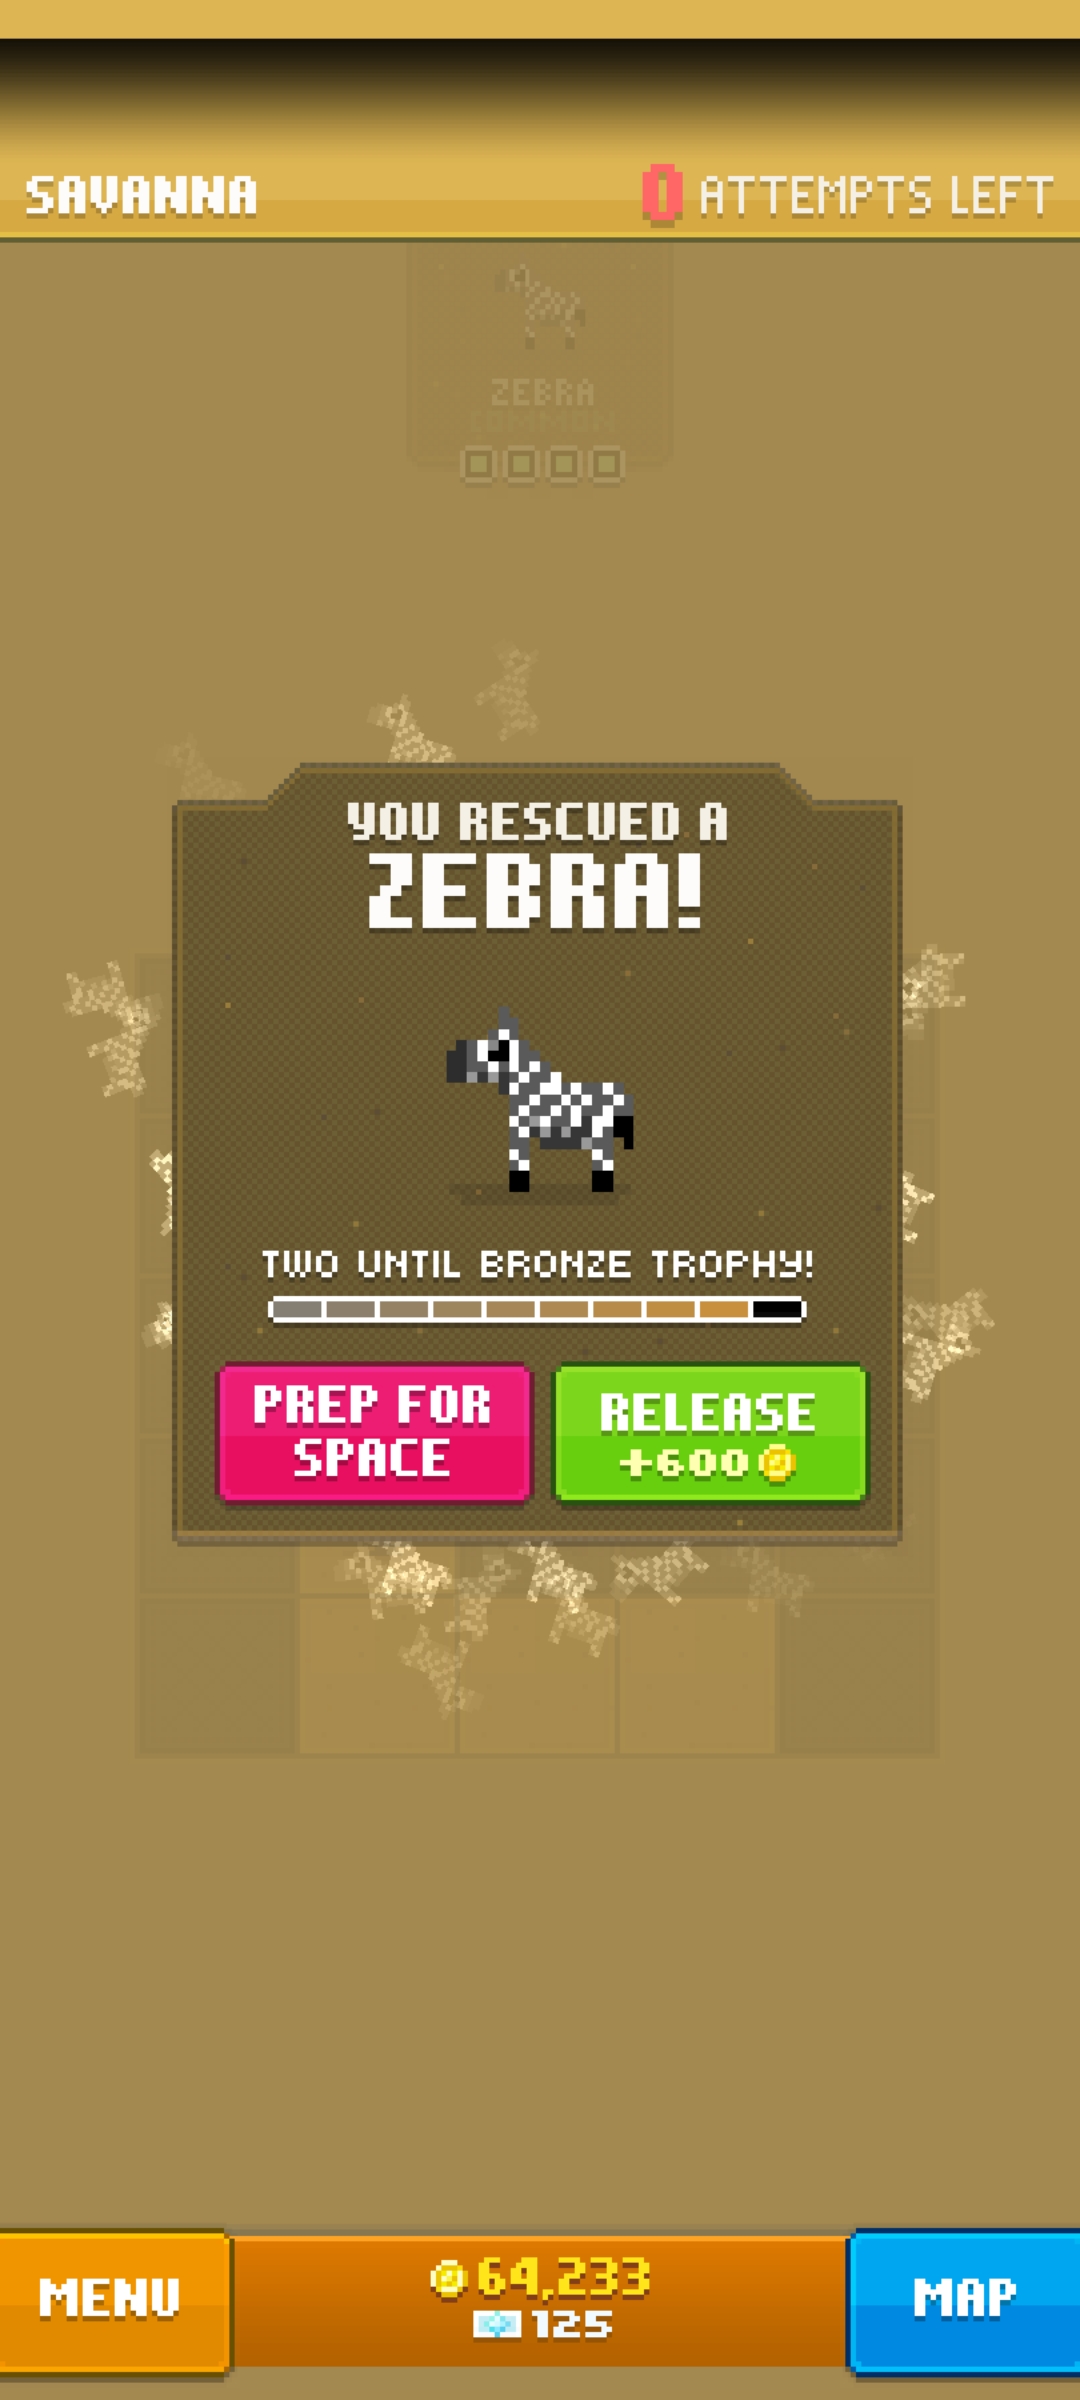 SAVANNA
0 ATTEMPTS LEFT
ZEBRA
COMMON
YOU RESCUED A
ZEBRA!
TWO UNTIL BRONZE TROPHY!
PREP FOR
SPACE
RELEASE
+600
MENU
64,233
125
MAP